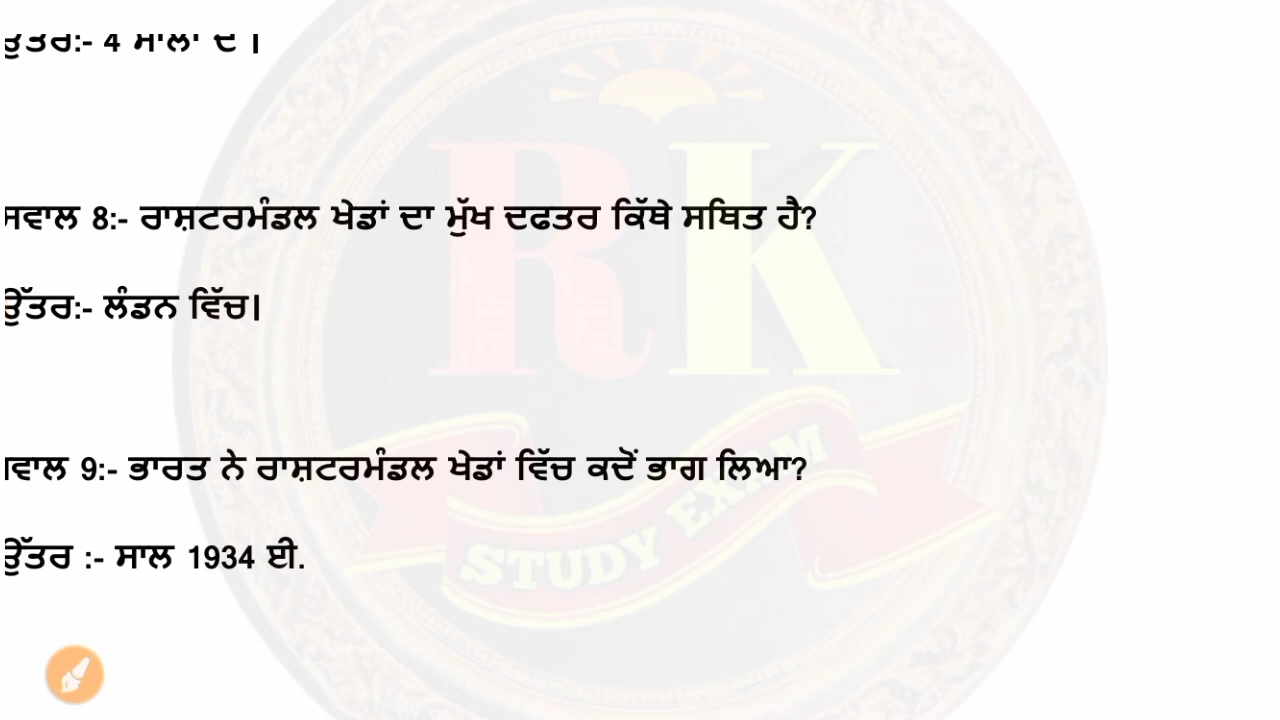 ਉੱਤਰ:- 4 ਸਾਲਾਂ ਦੇ |
ਸਵਾਲ 8:- ਰਾਸ਼ਟਰਮੰਡਲ ਖੇਡਾਂ ਦਾ ਮੁੱਖ ਦਫਤਰ ਕਿੱਥੇ ਸਥਿਤ ਹੈ?
ਉੱਤਰ:- ਲੰਡਨ ਵਿੱਚ|
ਸਵਾਲ 9:- ਭਾਰਤ ਨੇ ਰਾਸ਼ਟਰਮੰਡਲ ਖੇਡਾਂ ਵਿੱਚ ਕਦੋਂ ਭਾਗ ਲਿਆ?
ਉੱਤਰ :- ਸਾਲ 1934 ਈ.
RK
STUDY EXAM